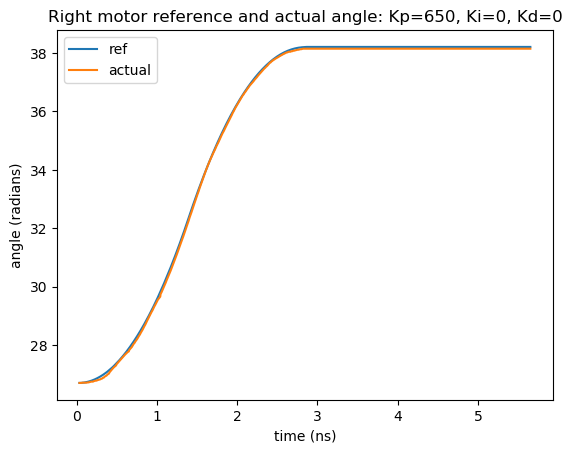 Right motor reference and actual angle: Kp=650, Ki=0, Kd=0
ref
actual
38
36
34
32
30
28
angle (radians)
0 1 2 3 4 5
time (ns)